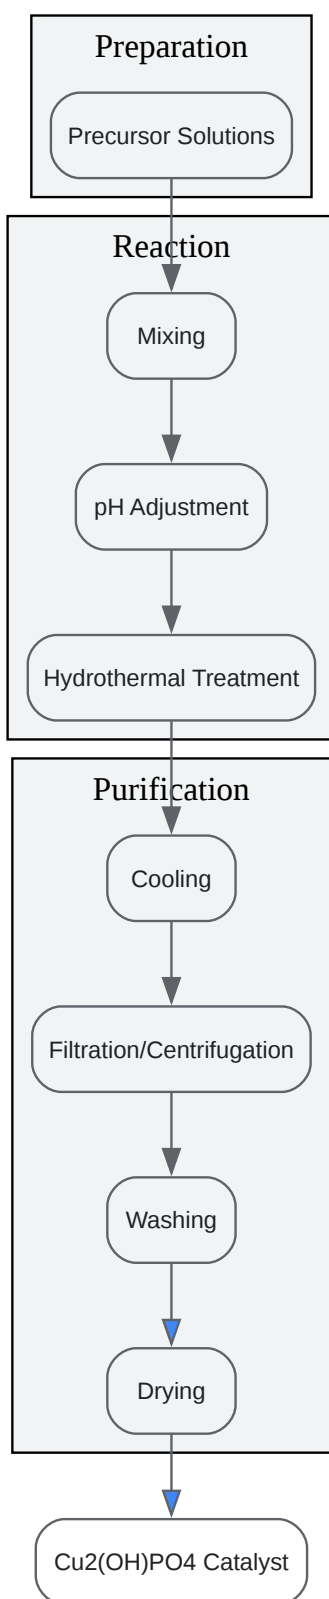 Preparation
Precursor Solutions
Reaction
Mixing
pH Adjustment
Hydrothermal Treatment
Purification
Cooling
Filtration/Centrifugation
Washing
Drying
Cu2(OH)PO4 Catalyst